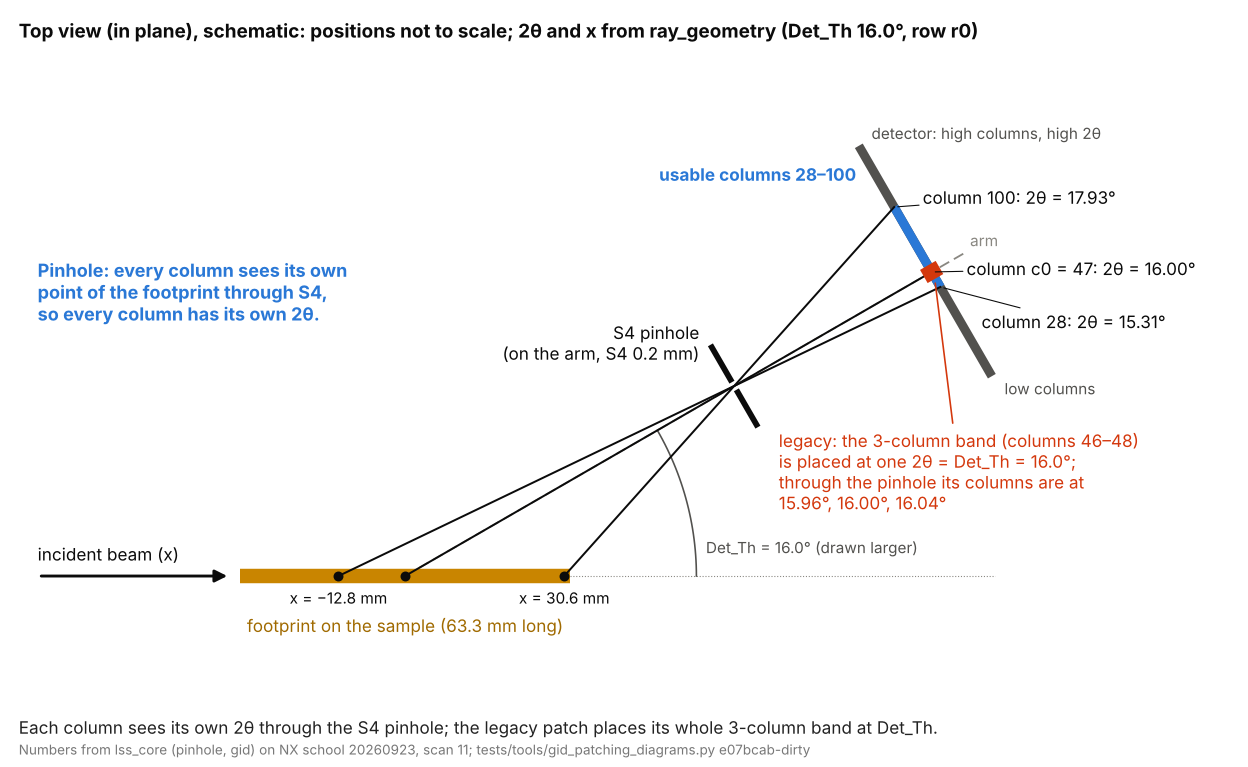 Top view (in plane), schematic: positions not to scale; 2θ and x from ray_geometry (Det_Th 16.0°, row r0)
detector: high columns, high 2θ
usable columns 28–100
column 100: 2θ = 17.93°
arm
column c0 = 47: 2θ = 16.00°
Pinhole: every column sees its own
point of the footprint through S4,
so every column has its own 2θ.
column 28: 2θ = 15.31°
S4 pinhole
(on the arm, S4 0.2 mm)
low columns
legacy: the 3-column band (columns 46–48)
is placed at one 2θ = Det_Th = 16.0°;
through the pinhole its columns are at
15.96°, 16.00°, 16.04°
Det_Th = 16.0° (drawn larger)
incident beam (x)
x = −12.8 mm
x = 30.6 mm
footprint on the sample (63.3 mm long)
Each column sees its own 2θ through the S4 pinhole; the legacy patch places its whole 3-column band at Det_Th.
Numbers from lss_core (pinhole, gid) on NX school 20260923, scan 11; tests/tools/gid_patching_diagrams.py e07bcab-dirty